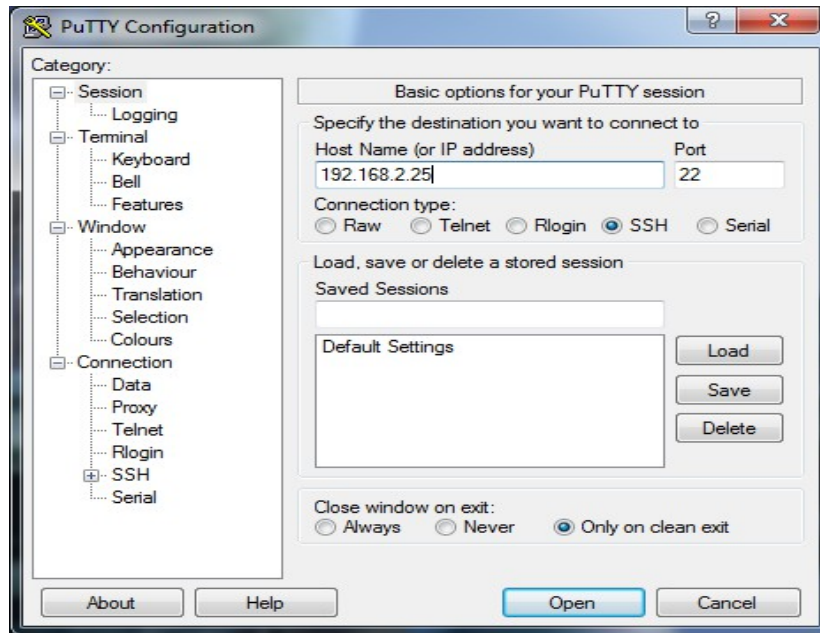 PuTTY Configuration
Category:
Session
Logging
Terminal
Keyboard
Bell
Features
Window
Appearance
Behaviour
Translation
Selection
Colours
Connection
Data
Proxy
Telnet
Rlogin
SSH
Serial
Basic options for your PuTTY session
Specify the destination you want to connect to
Host Name (or IP address) Port
192.168.2.25 22
Connection type:
Raw Telnet Rlogin SSH Serial
Load, save or delete a stored session
Saved Sessions
Default Settings
Load
Save
Delete
Close window on exit:
Always Never Only on clean exit
About Help Open Cancel